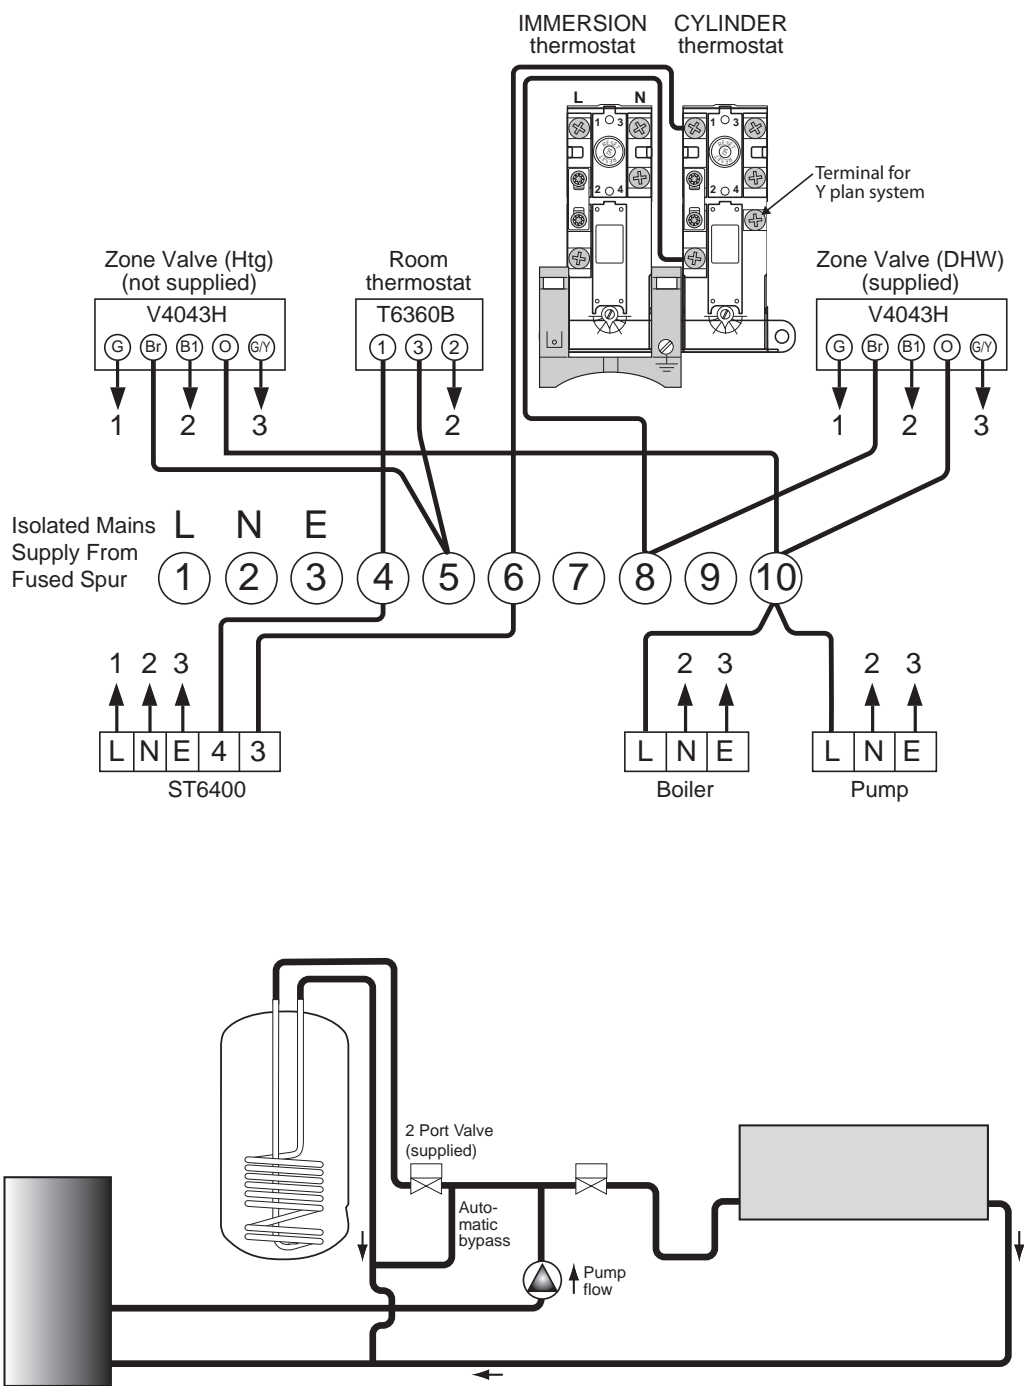 IMMERSION
thermostat
CYLINDER
thermostat
L N
1 3
RESET
2 4
1 3
RESET
2 4
Terminal for
Y plan system
Zone Valve (Htg)
(not supplied)
V4043H
G Br B1 O G/Y
1 2 3
Room
thermostat
T6360B
1 3 2
2
Zone Valve (DHW)
(supplied)
V4043H
G Br B1 O G/Y
1 2 3
Isolated Mains
Supply From
Fused Spur
L N E
1 2 3 4 5 6 7 8 9 10
1 2 3
L N E 4 3
ST6400
2 3
L N E
Boiler
2 3
L N E
Pump
2 Port Valve
(supplied)
Auto-
matic
bypass
Pump
flow